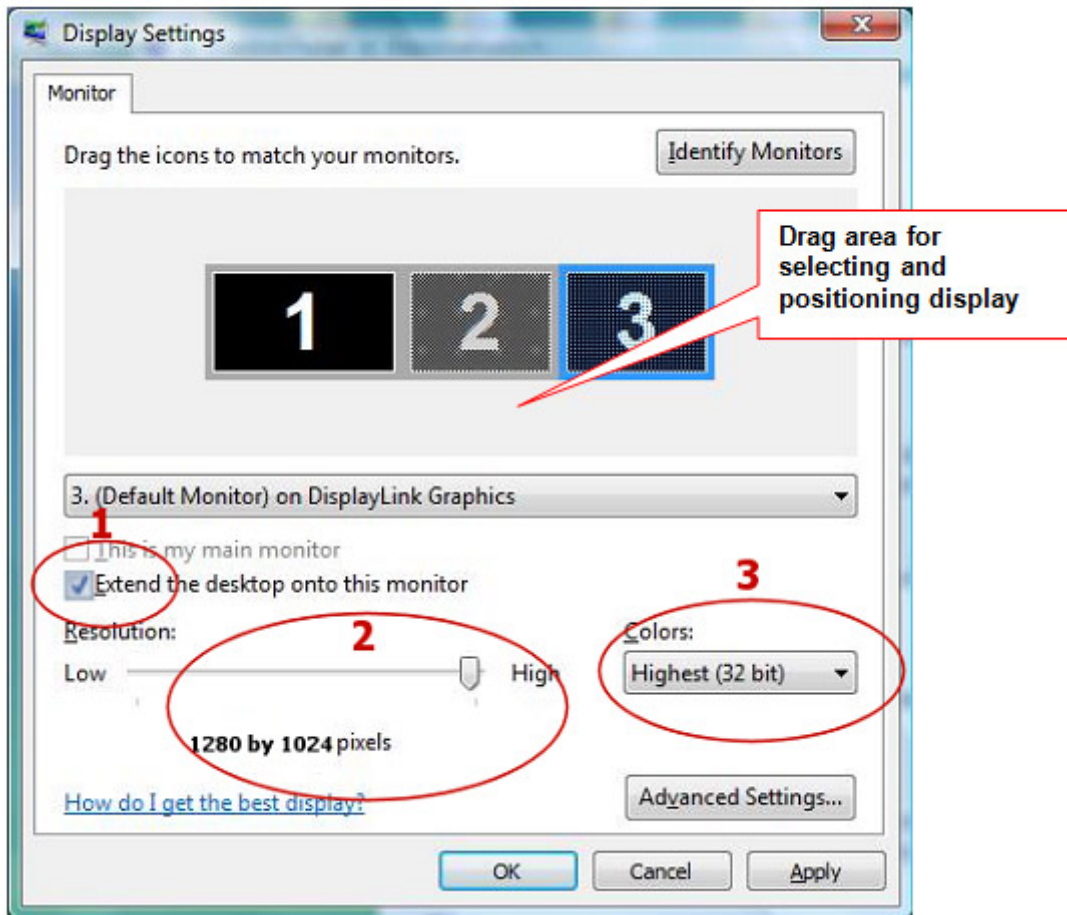 Display Settings
Monitor
Drag the icons to match your monitors.
Identify Monitors
1
2
3
Drag area for
selecting and
positioning display
3. (Default Monitor) on DisplayLink Graphics
1
This is my main monitor
Extend the desktop onto this monitor
3
Resolution:
2
Colors:
Low
High
Highest (32 bit)
1280 by 1024 pixels
How do I get the best display?
Advanced Settings...
OK
Cancel
Apply